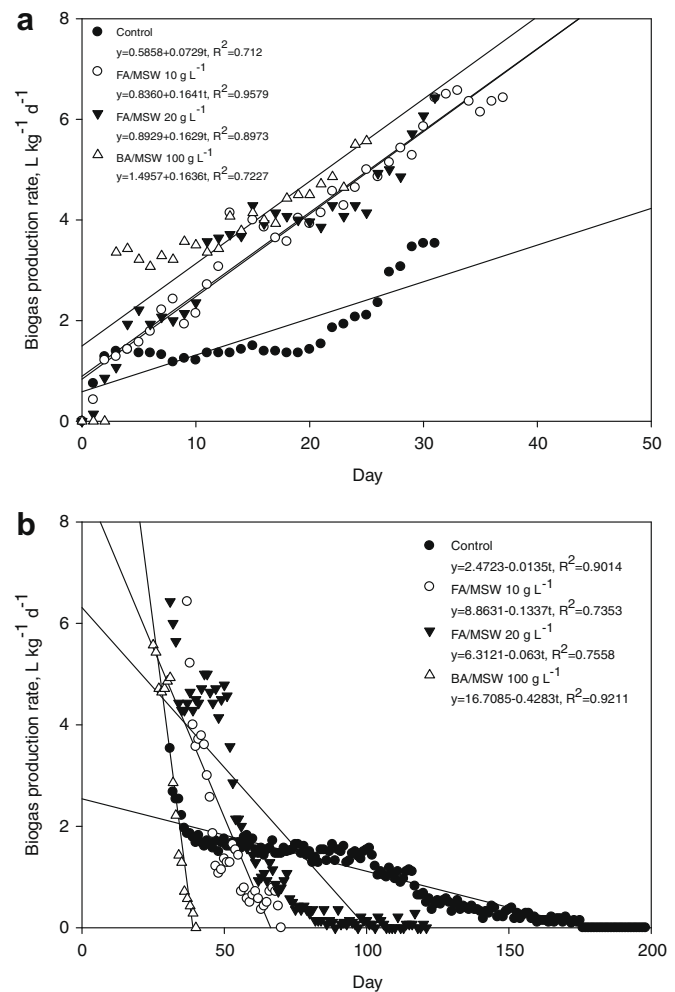 a
8
6
4
2
0
Biogas production rate, L kg⁻¹ d⁻¹
Control
y=0.5858+0.0729t, R²=0.712
FA/MSW 10 g L⁻¹
y=0.8360+0.1641t, R²=0.9579
FA/MSW 20 g L⁻¹
y=0.8929+0.1629t, R²=0.8973
BA/MSW 100 g L⁻¹
y=1.4957+0.1636t, R²=0.7227
0 10 20 30 40 50
Day
b
8
6
4
2
0
Biogas production rate, L kg⁻¹ d⁻¹
Control
y=2.4723-0.0135t, R²=0.9014
FA/MSW 10 g L⁻¹
y=8.8631-0.1337t, R²=0.7353
FA/MSW 20 g L⁻¹
y=6.3121-0.063t, R²=0.7558
BA/MSW 100 g L⁻¹
y=16.7085-0.4283t, R²=0.9211
0 50 100 150 200
Day